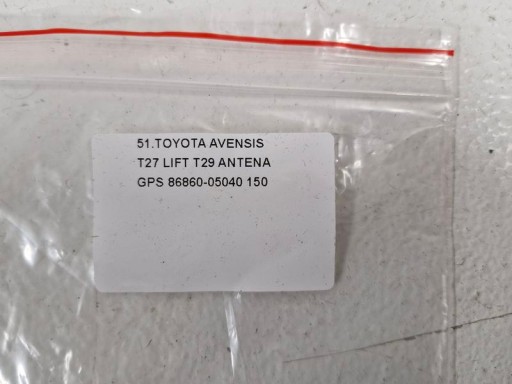 51.TOYOTA AVENSIS
T27 LIFT T29 ANTENA
GPS 86860-05040 150